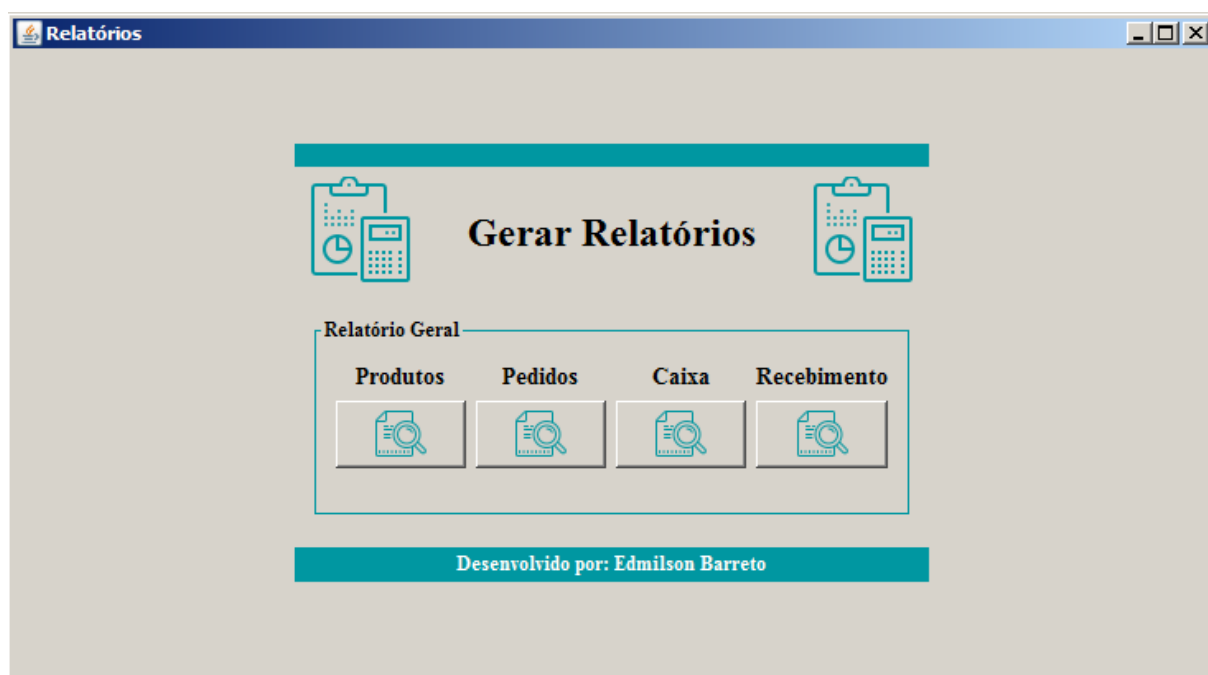 Relatórios
Gerar Relatórios
Relatório Geral
Produtos Pedidos Caixa Recebimento
Desenvolvido por: Edmilson Barreto